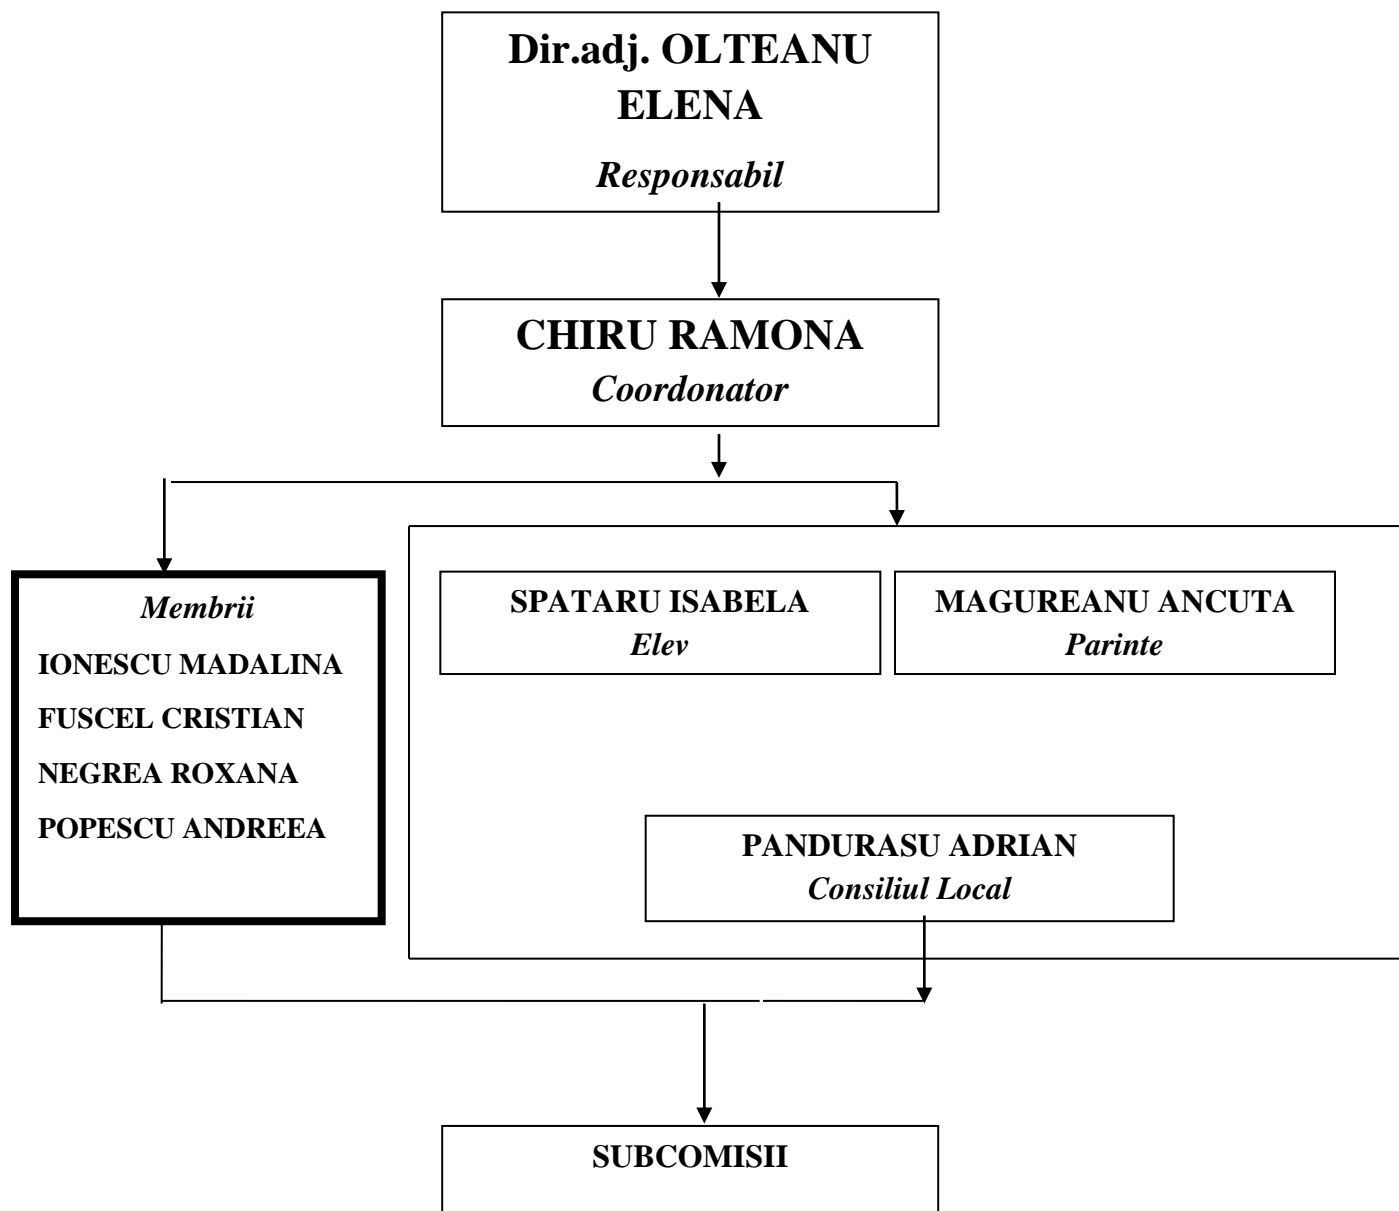 Dir.adj. OLTEANU
ELENA
Responsabil
CHIRU RAMONA
Coordonator
Membrii
IONESCU MADALINA
FUSCEL CRISTIAN
NEGREA ROXANA
POPESCU ANDREEA
SPATARU ISABELA
Elev
MAGUREANU ANCUTA
Parinte
PANDURASU ADRIAN
Consiliul Local
SUBCOMISII